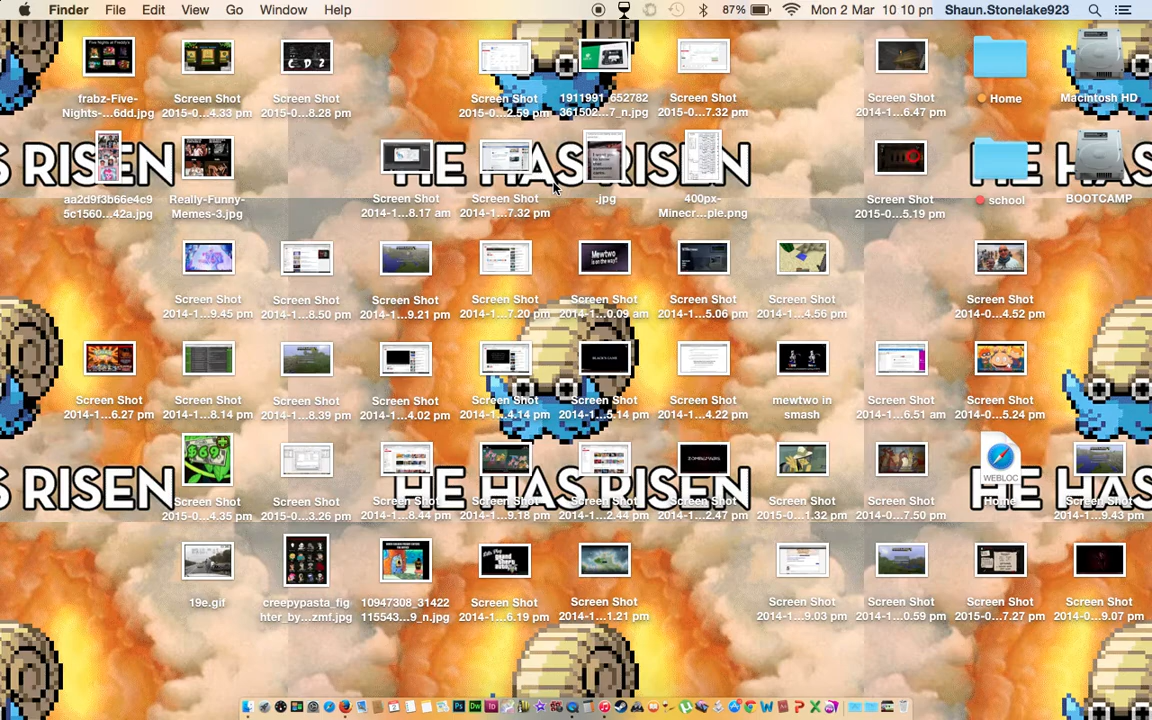 Finder File Edit View Go Window Help 87% Mon 2 Mar 10 10 pm Shaun.Stonelake923
frabz-Five-
Nights-...6dd.jpg
Screen Shot
2015-0...4.33 pm
Screen Shot
2014-1...8.28 pm
Screen Shot
2015-0...2.59 pm
1911991_652782
361502...7_n.jpg
Screen Shot
2015-0...7.32 pm
Screen Shot
2014-1...6.47 pm
Home
Macintosh HD
HE HAS RISEN
aa2d9f3b66e4c9
5c1560...42a.jpg
Really-Funny-
Memes-3.jpg
Screen Shot
2014-1...8.17 am
Screen Shot
2014-1...7.32 pm
.jpg
400px-
Minecr...ple.png
Screen Shot
2015-0...5.19 pm
school
BOOTCAMP
Screen Shot
2014-1...9.45 pm
Screen Shot
2014-1...8.50 pm
Screen Shot
2014-1...9.21 pm
Screen Shot
2014-1...7.20 pm
Mewtwo
is on the way?
Screen Shot
2014-1...0.09 am
Screen Shot
2014-1...5.06 pm
Screen Shot
2014-1...4.56 pm
Screen Shot
2014-0...4.52 pm
Screen Shot
2014-1...6.27 pm
Screen Shot
2014-1...8.14 pm
Screen Shot
2014-1...8.39 pm
Screen Shot
2014-1...4.02 pm
Screen Shot
2014-1...4.14 pm
Screen Shot
2014-1...5.14 pm
Screen Shot
2014-1...4.22 pm
mewtwo in
smash
Screen Shot
2014-1...6.51 am
Screen Shot
2014-0...5.24 pm
HE HAS RISEN
$69
Screen Shot
2015-0...4.35 pm
Screen Shot
2015-0...3.26 pm
Screen Shot
2014-1...8.44 pm
Screen Shot
2014-1...9.18 pm
Screen Shot
2014-1...2.44 pm
Screen Shot
2014-1...2.47 pm
Screen Shot
2015-0...1.32 pm
Screen Shot
2014-0...7.50 pm
WEBLOC
Home
Screen Shot
2014-1...9.43 pm
19e.gif
creepypasta_fig
hter_by...zmf.jpg
10947308_31422
115543...9_n.jpg
Screen Shot
2014-1...6.19 pm
Screen Shot
2014-1...1.21 pm
Screen Shot
2014-1...9.03 pm
Screen Shot
2014-1...0.59 pm
Screen Shot
2015-0...7.27 pm
Screen Shot
2014-0...9.07 pm